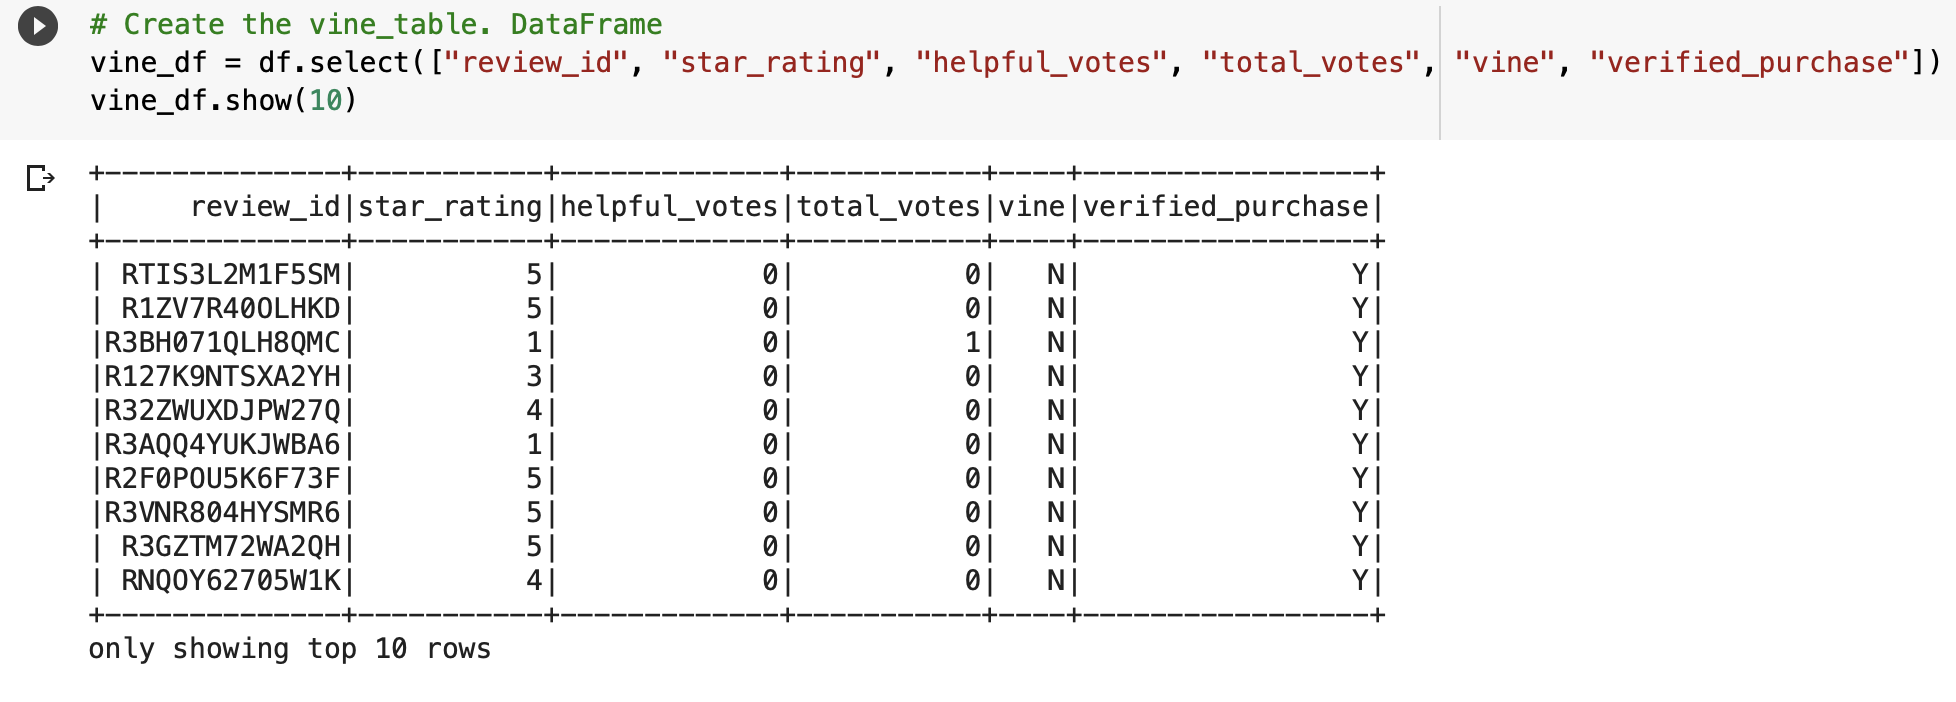 # Create the vine_table. DataFrame
vine_df = df.select(["review_id", "star_rating", "helpful_votes", "total_votes", "vine", "verified_purchase"])
vine_df.show(10)
+--------------+-----------+-------------+-----------+----+-----------------+
|     review_id|star_rating|helpful_votes|total_votes|vine|verified_purchase|
+--------------+-----------+-------------+-----------+----+-----------------+
| RTIS3L2M1F5SM|          5|            0|          0|   N|                Y|
| R1ZV7R40OLHKD|          5|            0|          0|   N|                Y|
|R3BH071QLH8QMC|          1|            0|          1|   N|                Y|
|R127K9NTSXA2YH|          3|            0|          0|   N|                Y|
|R32ZWUXDJPW27Q|          4|            0|          0|   N|                Y|
|R3AQQ4YUKJWBA6|          1|            0|          0|   N|                Y|
|R2F0POU5K6F73F|          5|            0|          0|   N|                Y|
|R3VNR804HYSMR6|          5|            0|          0|   N|                Y|
| R3GZTM72WA2QH|          5|            0|          0|   N|                Y|
| RNQOY62705W1K|          4|            0|          0|   N|                Y|
+--------------+-----------+-------------+-----------+----+-----------------+
only showing top 10 rows